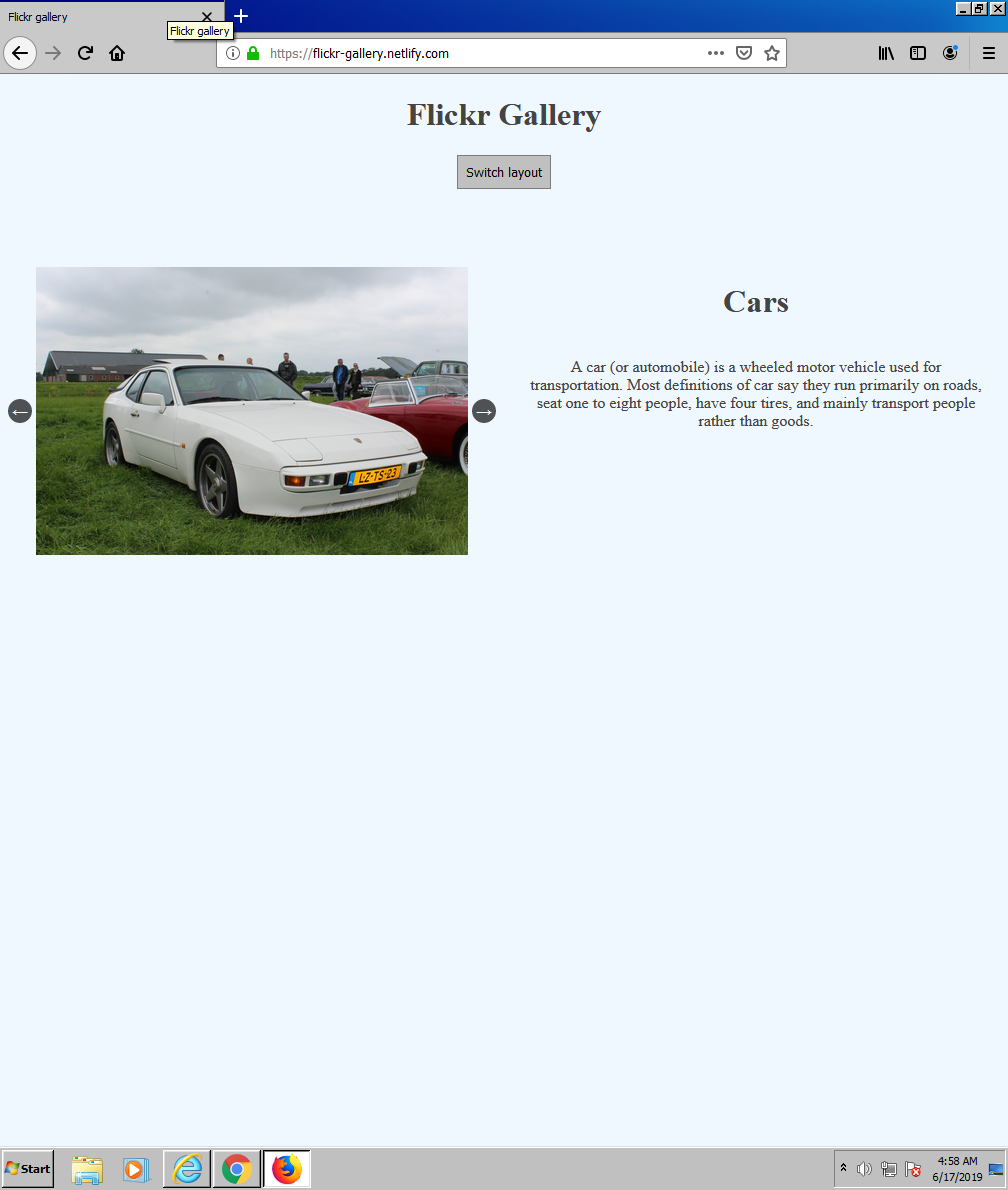 Flickr gallery
Flickr gallery
https://flickr-gallery.netlify.com
Flickr Gallery
Switch layout
Cars
A car (or automobile) is a wheeled motor vehicle used for
transportation. Most definitions of car say they run primarily on roads,
seat one to eight people, have four tires, and mainly transport people
rather than goods.
LZ-TS-23
Start
4:58 AM
6/17/2019